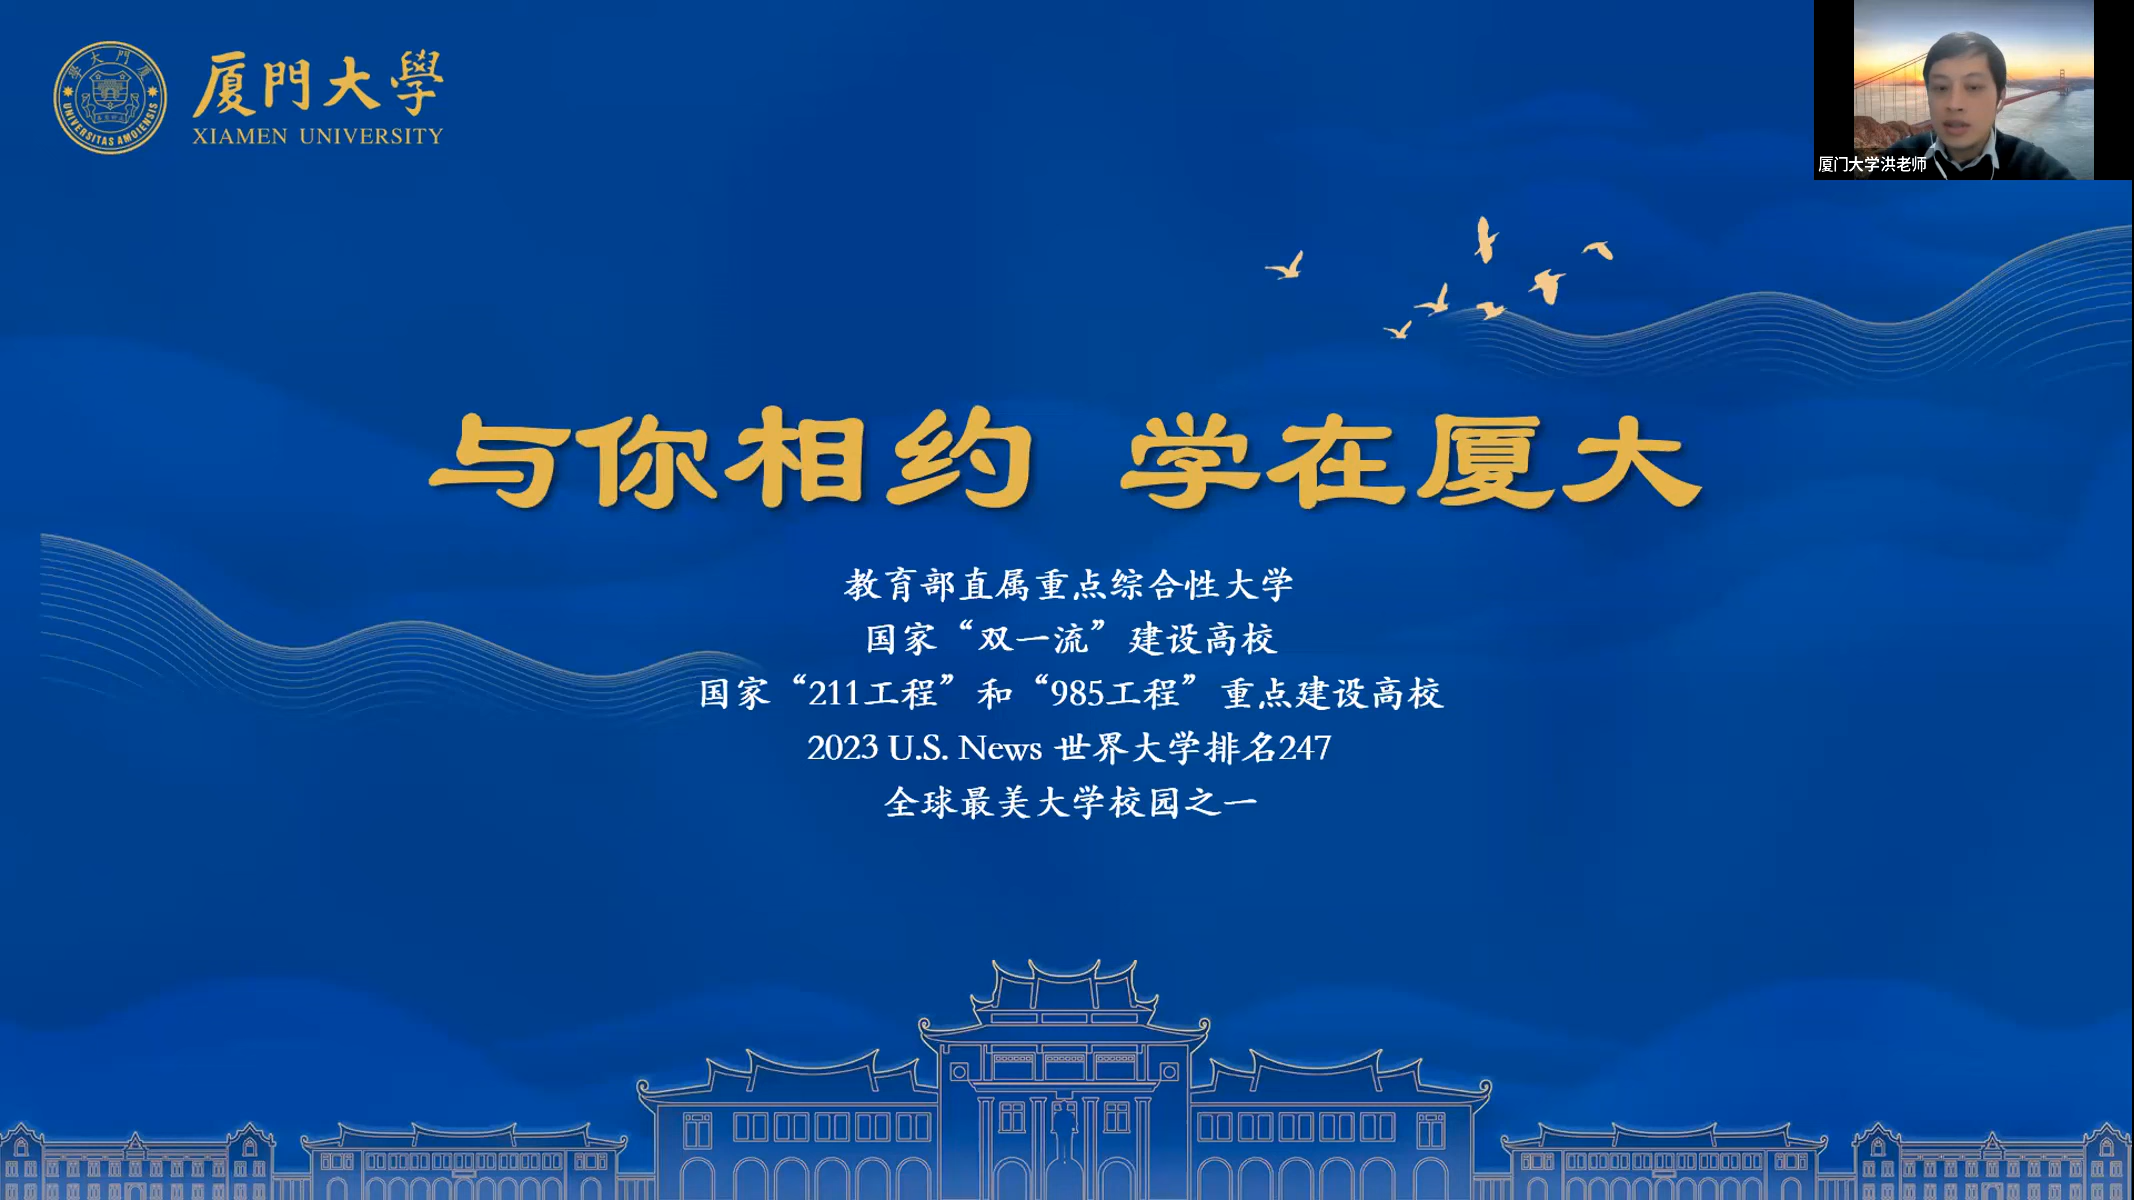 厦門大學
XIAMEN UNIVERSITY
UNIVERSITAS AMOIENSIS
厦门大学洪老师
与你相约 学在厦大
教育部直属重点综合性大学
国家“双一流”建设高校
国家“211工程”和“985工程”重点建设高校
2023 U.S. News 世界大学排名247
全球最美大学校园之一